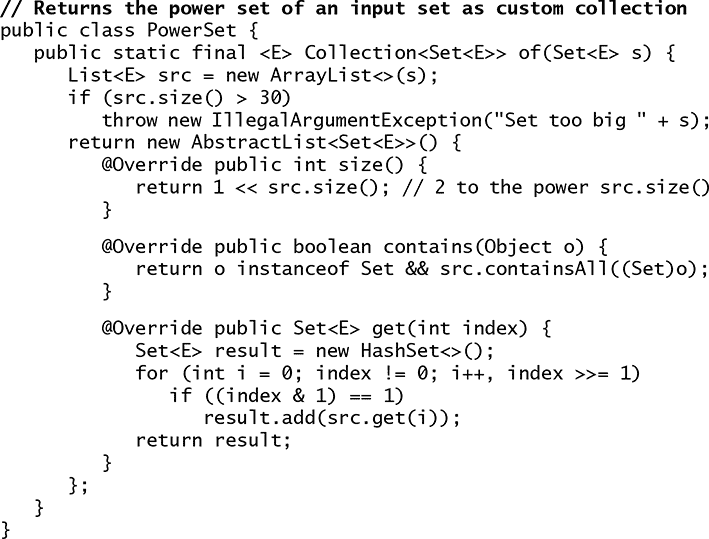 // Returns the power set of an input set as custom collection
public class PowerSet {
   public static final <E> Collection<Set<E>> of(Set<E> s) {
      List<E> src = new ArrayList<>(s);
      if (src.size() > 30)
         throw new IllegalArgumentException("Set too big " + s);
      return new AbstractList<Set<E>>() {
         @Override public int size() {
            return 1 << src.size(); // 2 to the power src.size()
         }

         @Override public boolean contains(Object o) {
            return o instanceof Set && src.containsAll((Set)o);
         }

         @Override public Set<E> get(int index) {
            Set<E> result = new HashSet<>();
            for (int i = 0; index != 0; i++, index >>= 1)
               if ((index & 1) == 1)
                  result.add(src.get(i));
            return result;
         }
      };
   }
}